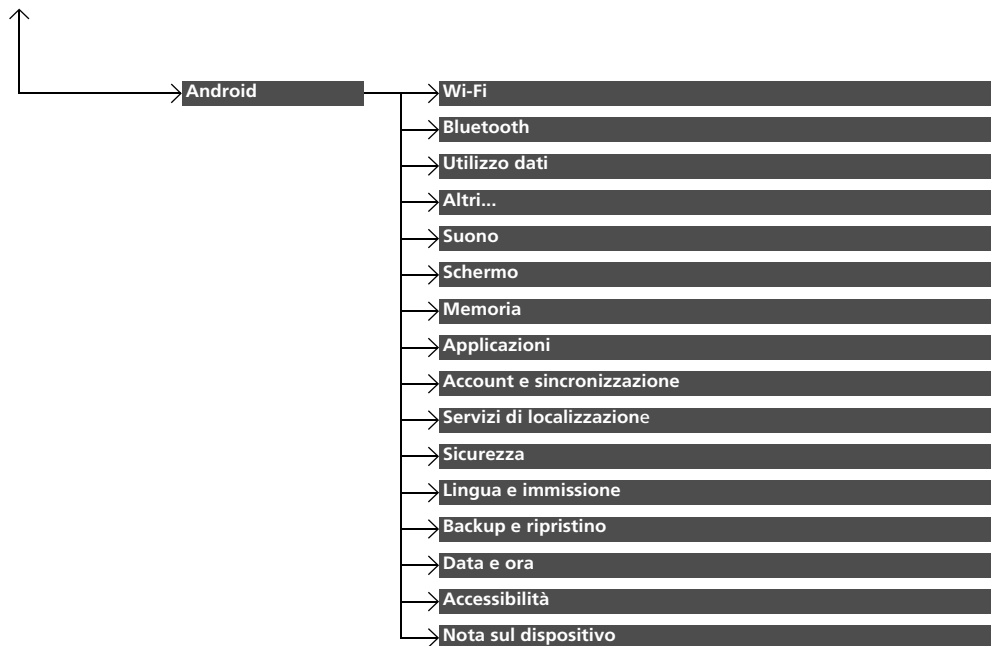 Android
Wi-Fi
Bluetooth
Utilizzo dati
Altri...
Suono
Schermo
Memoria
Applicazioni
Account e sincronizzazione
Servizi di localizzazione
Sicurezza
Lingua e immissione
Backup e ripristino
Data e ora
Accessibilità
Nota sul dispositivo